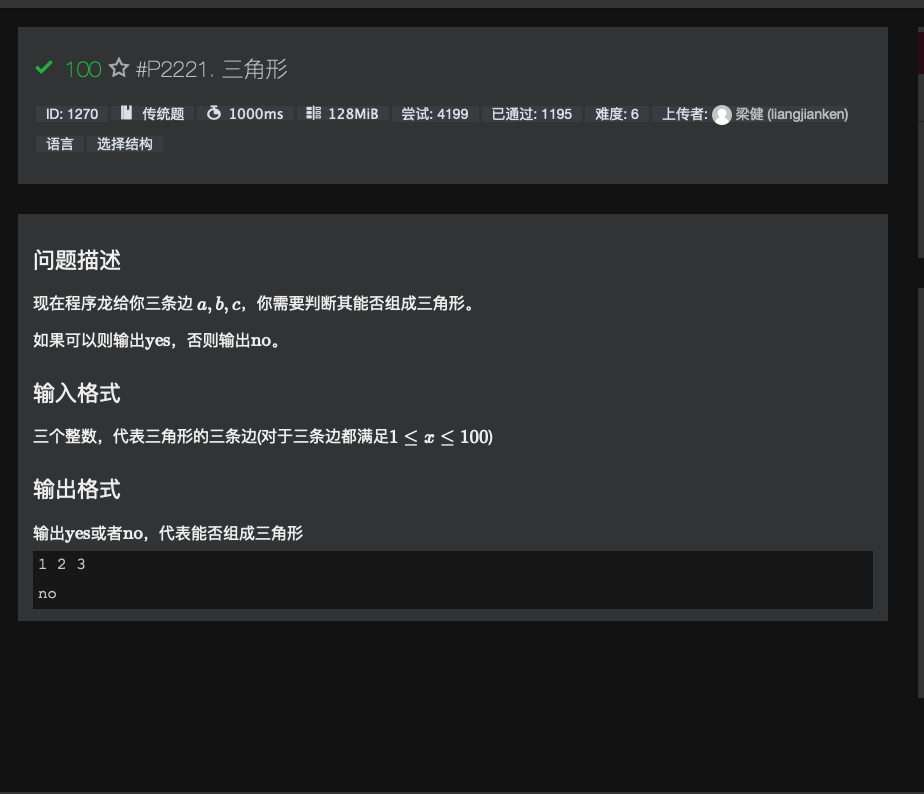 100 #P2221. 三角形
ID: 1270 传统题 1000ms 128MiB 尝试: 4199 已通过: 1195 难度: 6 上传者: 梁健 (liangjianken)
语言 选择结构
问题描述
现在程序龙给你三条边 a, b, c，你需要判断其能否组成三角形。
如果可以则输出yes，否则输出no。
输入格式
三个整数，代表三角形的三条边(对于三条边都满足1 ≤ x ≤ 100)
输出格式
输出yes或者no，代表能否组成三角形
1 2 3
no